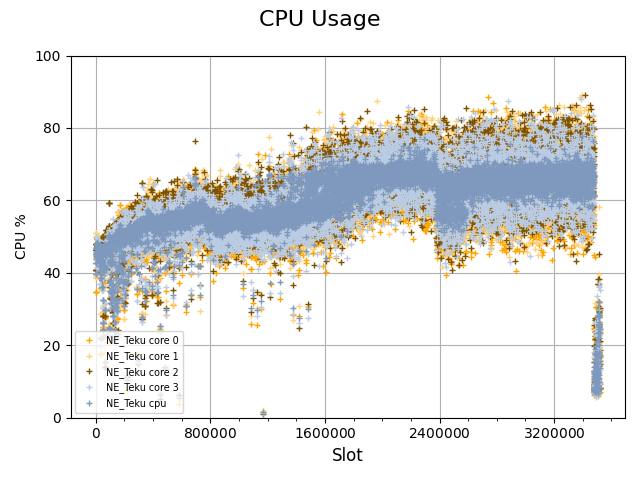 CPU Usage
100
80
60
40
20
0
CPU %
NE_Teku core 0
NE_Teku core 1
NE_Teku core 2
NE_Teku core 3
NE_Teku cpu
0 800000 1600000 2400000 3200000
Slot